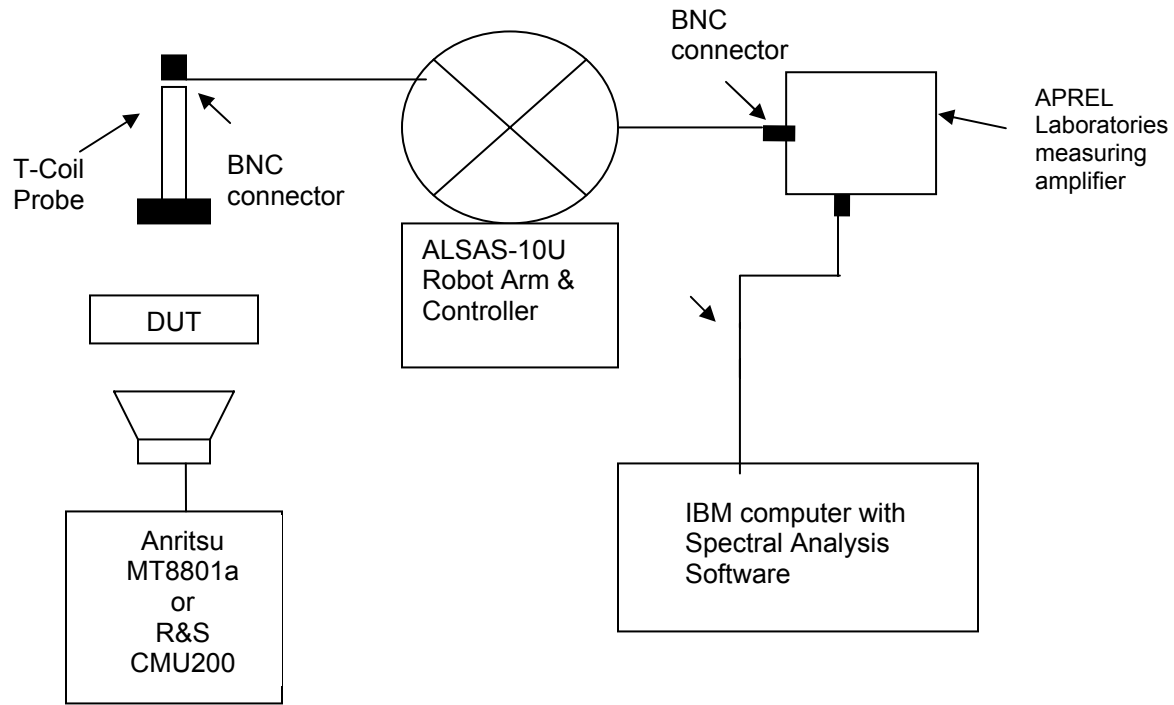 BNC
connector
APREL
Laboratories
measuring
amplifier
T-Coil
Probe
BNC
connector
ALSAS-10U
Robot Arm &
Controller
DUT
IBM computer with
Spectral Analysis
Software
Anritsu
MT8801a
or
R&S
CMU200